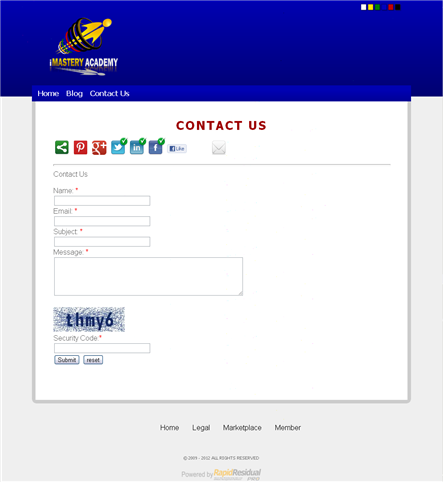 iMASTERY ACADEMY
Home Blog Contact Us
CONTACT US
Like
Contact Us
Name: *
Email: *
Subject: *
Message: *
thmy6
Security Code:*
Submit reset
Home Legal Marketplace Member
© 2009 - 2012 ALL RIGHTS RESERVED
Powered by RapidResidual